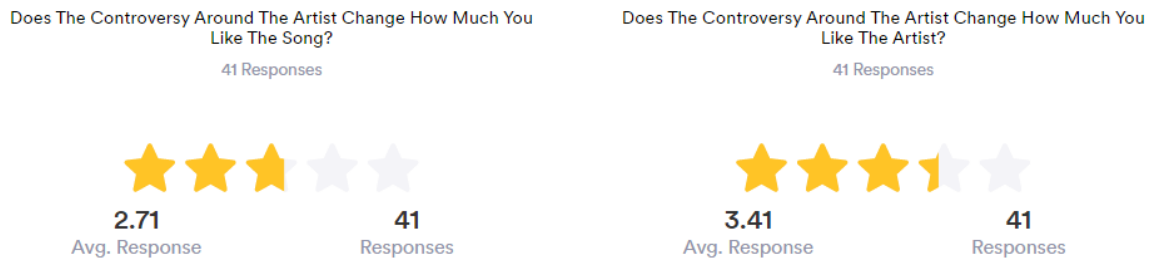 Does The Controversy Around The Artist Change How Much You
Like The Song?
41 Responses
2.71
Avg. Response
41
Responses
Does The Controversy Around The Artist Change How Much You
Like The Artist?
41 Responses
3.41
Avg. Response
41
Responses